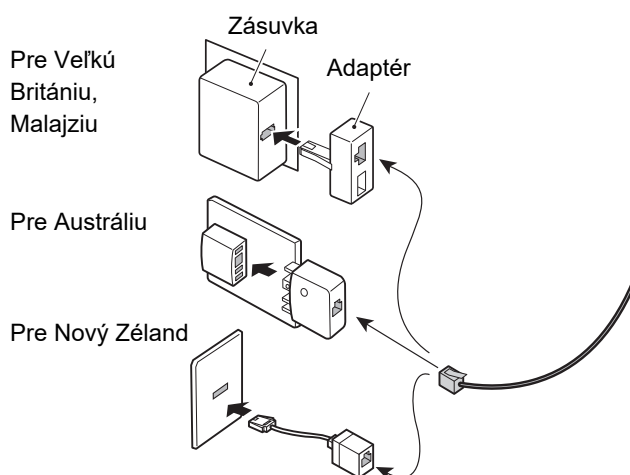 Zásuvka
Pre Veľkú
Britániu,
Malajziu
Adaptér
Pre Austráliu
Pre Nový Zéland